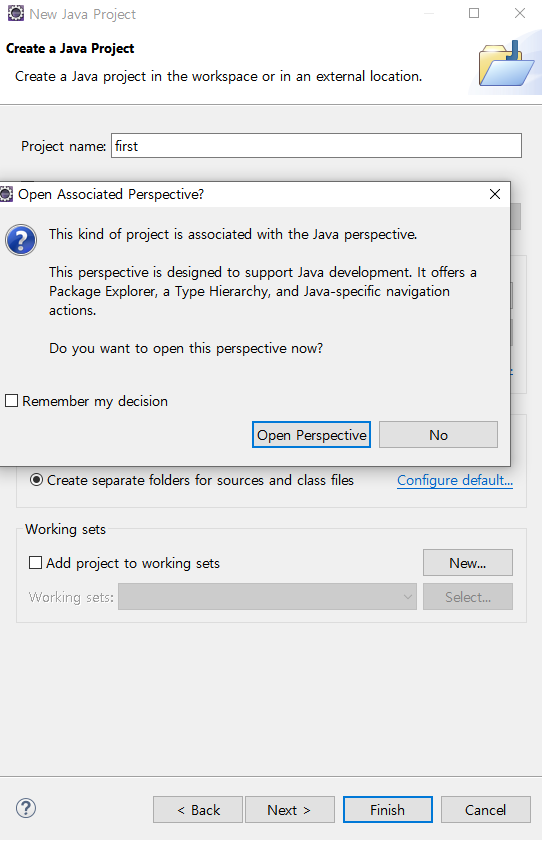 New Java Project
Create a Java Project
Create a Java project in the workspace or in an external location.
Project name: first
Open Associated Perspective?
This kind of project is associated with the Java perspective.
This perspective is designed to support Java development. It offers a
Package Explorer, a Type Hierarchy, and Java-specific navigation
actions.
Do you want to open this perspective now?
Remember my decision
Open Perspective No
Create separate folders for sources and class files Configure default...
Working sets
Add project to working sets New...
Working sets: Select...
< Back Next > Finish Cancel